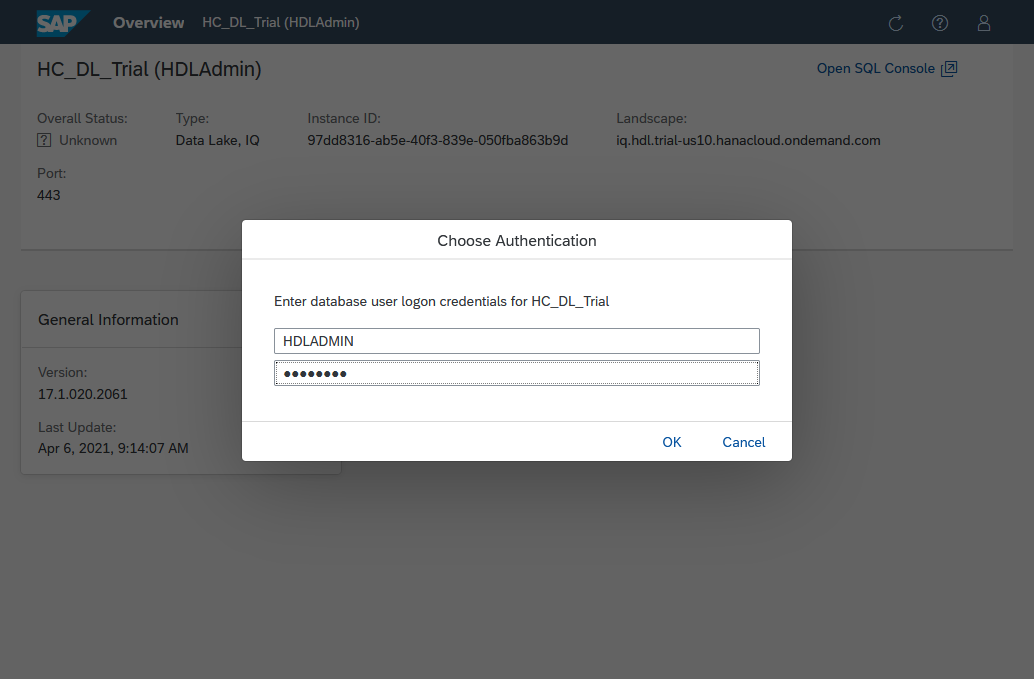 SAP Overview HC_DL_Trial (HDLAdmin)
HC_DL_Trial (HDLAdmin) Open SQL Console
Overall Status: Type: Instance ID: Landscape:
? Unknown Data Lake, IQ 97dd8316-ab5e-40f3-839e-050fba863b9d iq.hdl.trial-us10.hanacloud.ondemand.com
Port:
443
Choose Authentication
Enter database user logon credentials for HC_DL_Trial
HDLADMIN
●●●●●●●●
OK Cancel
General Information
Version:
17.1.020.2061
Last Update:
Apr 6, 2021, 9:14:07 AM